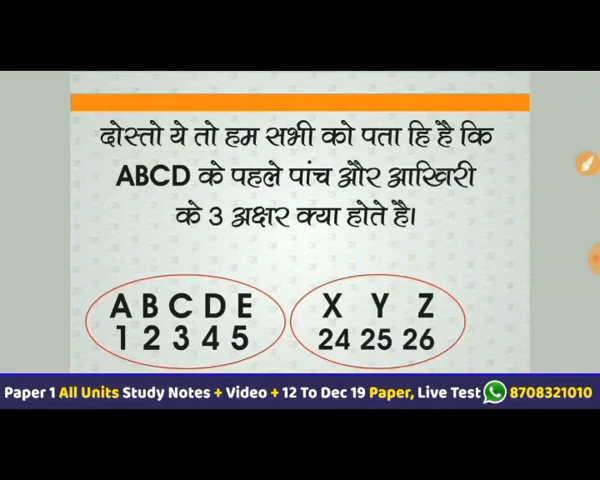 दोस्तो ये तो हम सभी को पता हि है कि
ABCD के पहले पांच और आखिरी
के 3 अक्षर क्या होते है।
A B C D E X Y Z
1 2 3 4 5 24 25 26
Paper 1 All Units Study Notes + Video + 12 To Dec 19 Paper, Live Test 8708321010